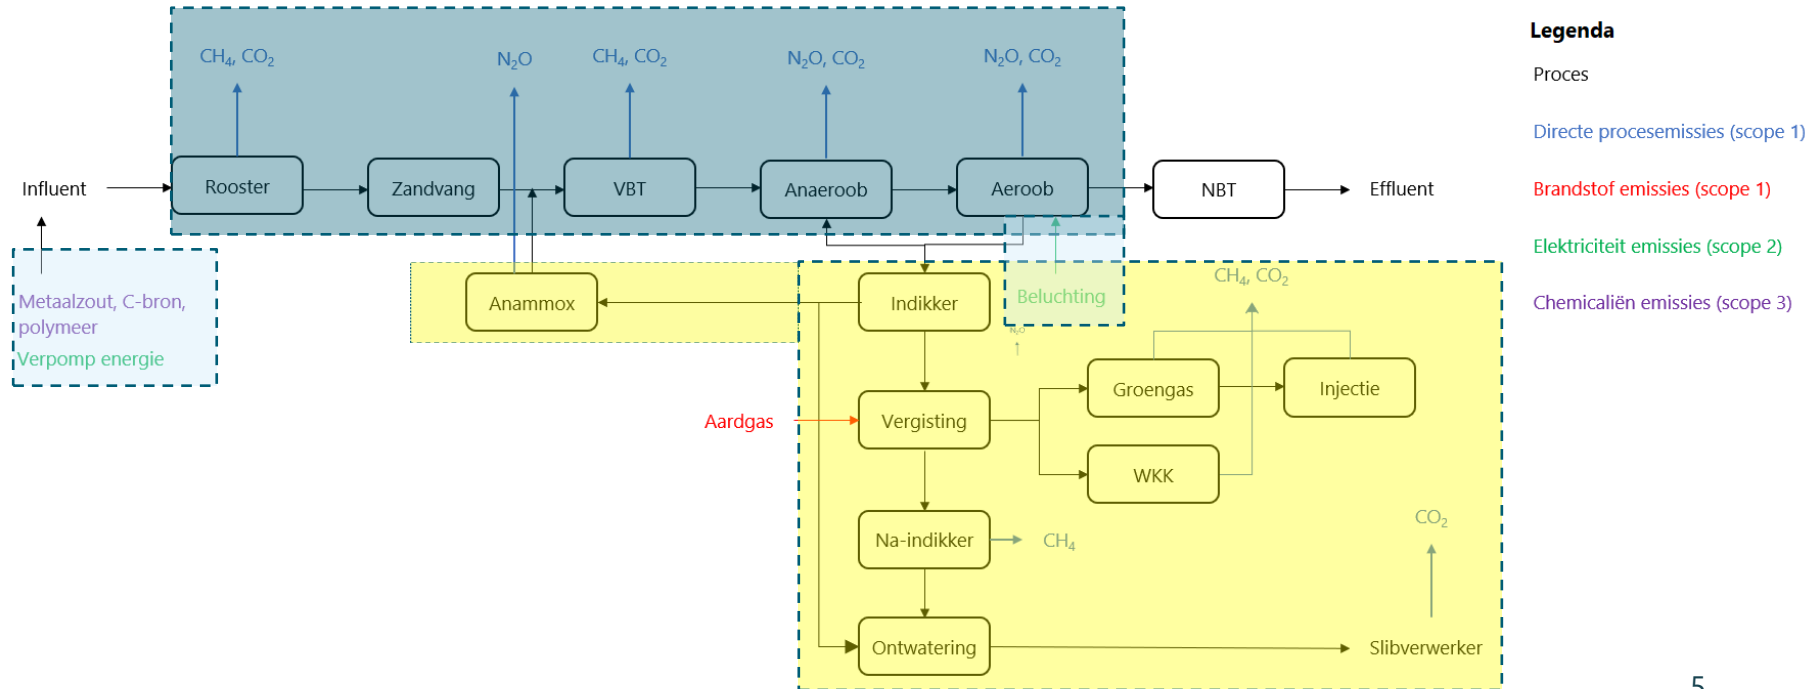 Legenda
Proces
Directe procesemissies (scope 1)
Brandstof emissies (scope 1)
Elektriciteit emissies (scope 2)
Chemicaliën emissies (scope 3)
CH₄, CO₂
N₂O
CH₄, CO₂
N₂O, CO₂
N₂O, CO₂
Influent
Rooster
Zandvang
VBT
Anaeroob
Aeroob
NBT
Effluent
Metaalzout, C-bron,
polymeer
Verpomp energie
Anammox
Indikker
Beluchting
CH₄, CO₂
N₂O
Groengas
Injectie
Aardgas
Vergisting
WKK
Na-indikker
CH₄
CO₂
Ontwatering
Slibverwerker
5